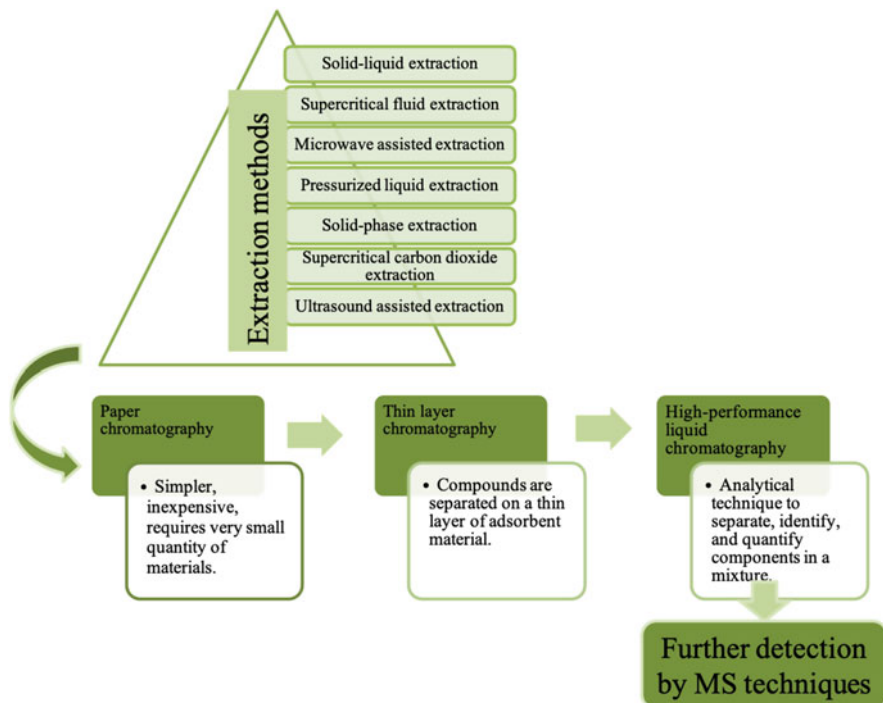 Solid-liquid extraction
Supercritical fluid extraction
Microwave assisted extraction
Pressurized liquid extraction
Solid-phase extraction
Supercritical carbon dioxide
extraction
Ultrasound assisted extraction
Extraction methods
Paper
chromatography
• Simpler,
inexpensive,
requires very small
quantity of
materials.
Thin layer
chromatography
• Compounds are
separated on a thin
layer of adsorbent
material.
High-performance
liquid
chromatography
• Analytical
technique to
separate, identify,
and quantify
components in a
mixture.
Further detection
by MS techniques